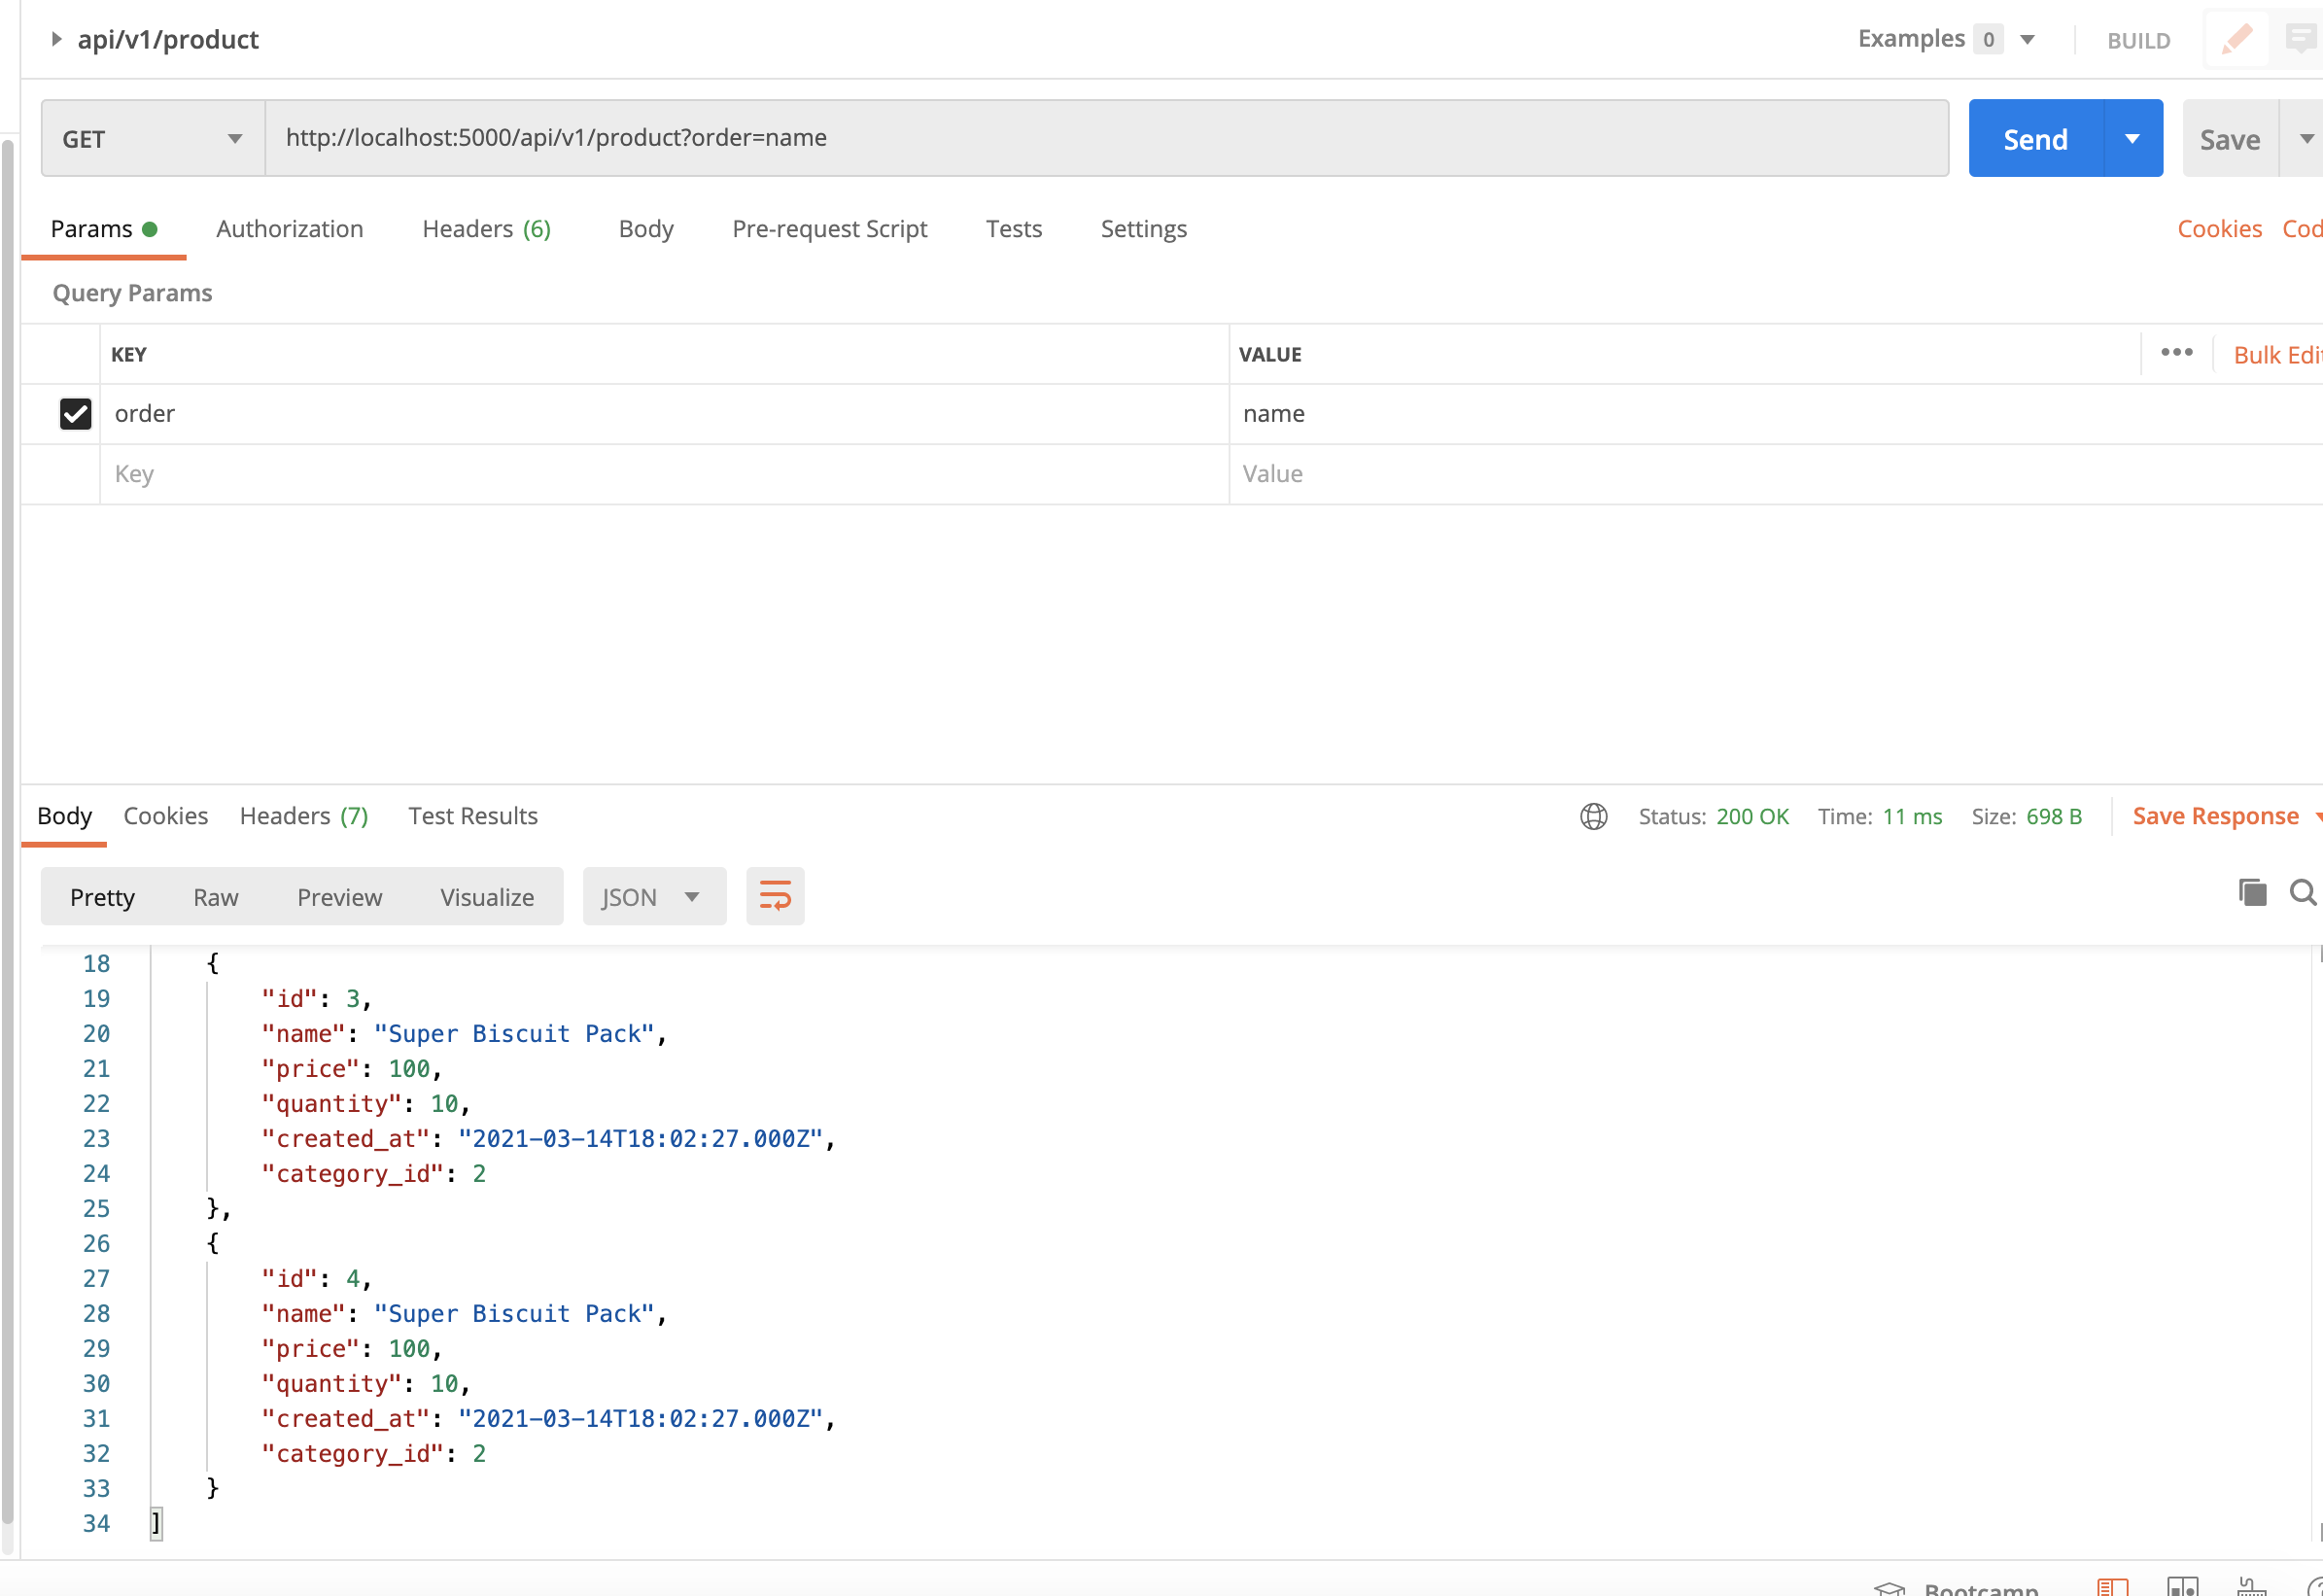 api/v1/product
Examples 0 BUILD
GET http://localhost:5000/api/v1/product?order=name Send Save
Params Authorization Headers (6) Body Pre-request Script Tests Settings Cookies Cod
Query Params
KEY VALUE ••• Bulk Edi
order name
Key Value
Body Cookies Headers (7) Test Results Status: 200 OK Time: 11 ms Size: 698 B Save Response
Pretty Raw Preview Visualize JSON
18 {
19 "id": 3,
20 "name": "Super Biscuit Pack",
21 "price": 100,
22 "quantity": 10,
23 "created_at": "2021-03-14T18:02:27.000Z",
24 "category_id": 2
25 },
26 {
27 "id": 4,
28 "name": "Super Biscuit Pack",
29 "price": 100,
30 "quantity": 10,
31 "created_at": "2021-03-14T18:02:27.000Z",
32 "category_id": 2
33 }
34 ]
Bootcamp